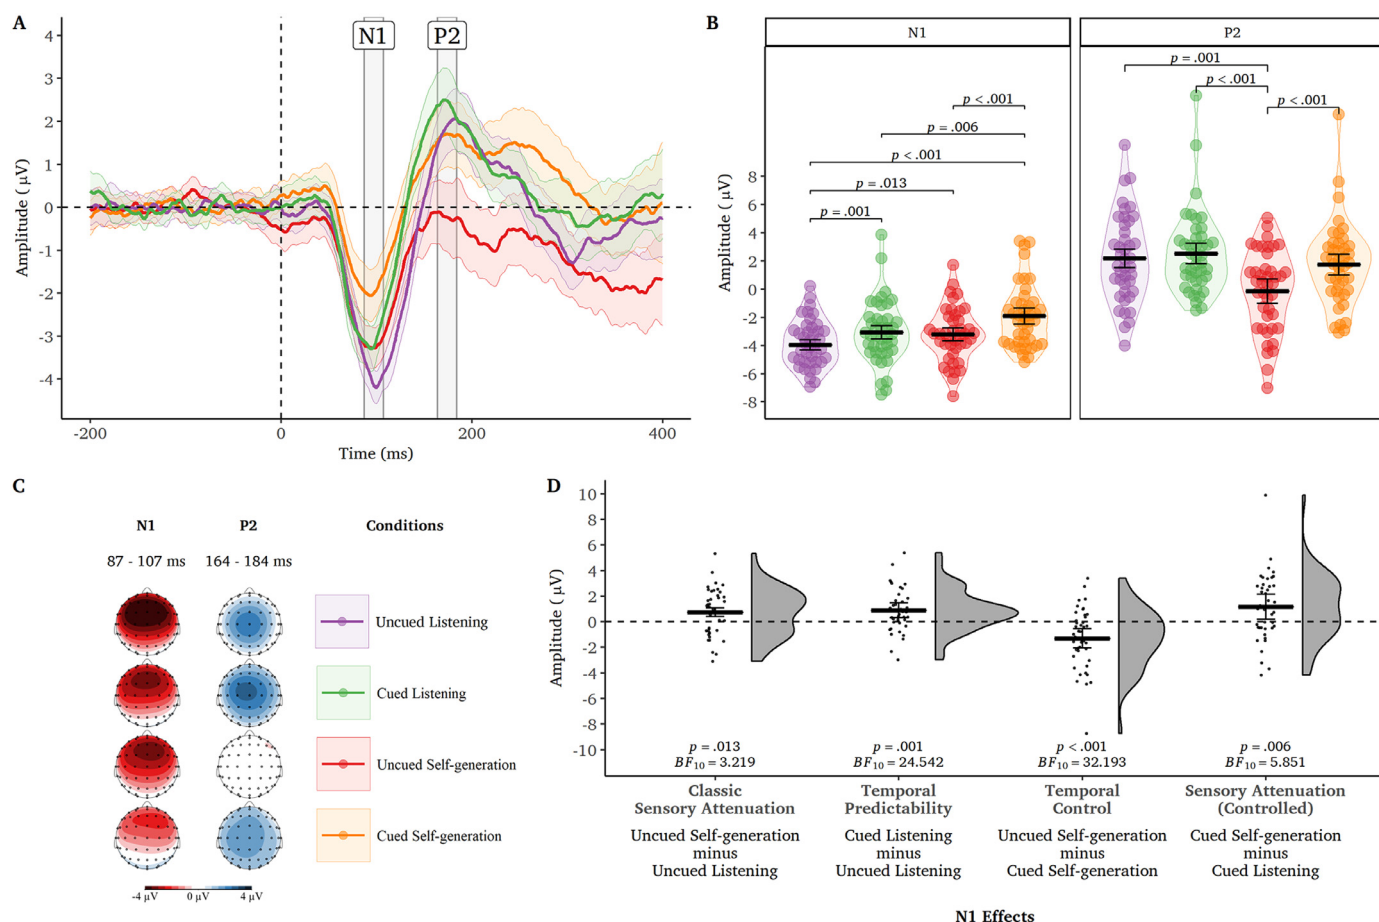 A
N1
P2
4
3
2
1
0
-1
-2
-3
-4
Amplitude ( µV)
-200
0
200
400
Time (ms)
B
N1
P2
p = .001
p < .001
p < .001
p < .001
p = .006
p < .001
p = .013
p = .001
8
6
4
2
0
-2
-4
-6
-8
Amplitude ( µV)
C
N1
P2
Conditions
87 - 107 ms
164 - 184 ms
Uncued Listening
Cued Listening
Uncued Self-generation
Cued Self-generation
-4 µV
0 µV
4 µV
D
10
8
6
4
2
0
-2
-4
-6
-8
-10
Amplitude ( µV)
p = .013
BF10 = 3.219
p = .001
BF10 = 24.542
p < .001
BF10 = 32.193
p = .006
BF10 = 5.851
Classic
Sensory Attenuation
Uncued Self-generation
minus
Uncued Listening
Temporal
Predictability
Cued Listening
minus
Uncued Listening
Temporal
Control
Uncued Self-generation
minus
Cued Self-generation
Sensory Attenuation
(Controlled)
Cued Self-generation
minus
Cued Listening
N1 Effects